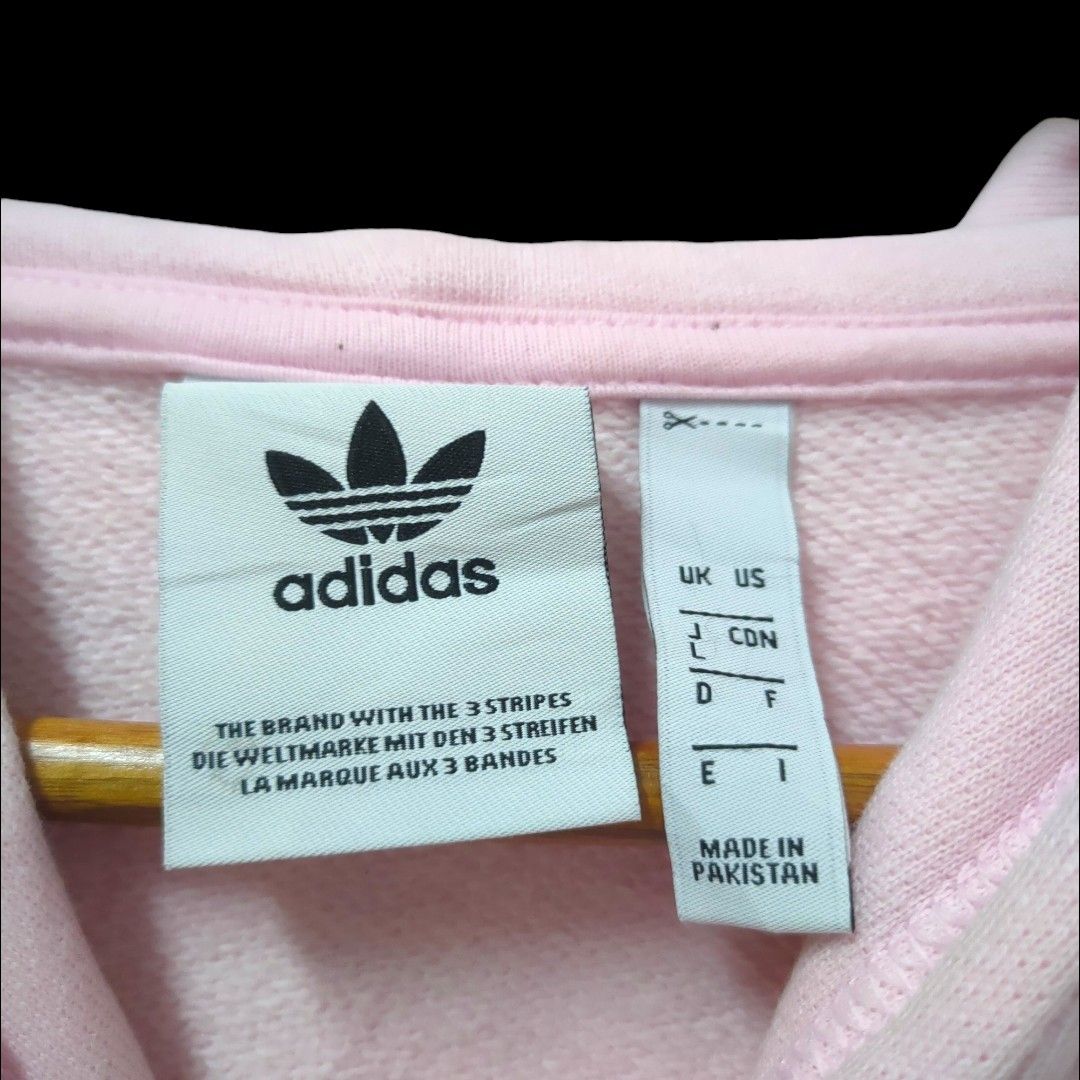 adidas
THE BRAND WITH THE 3 STRIPES
DIE WELTMARKE MIT DEN 3 STREIFEN
LA MARQUE AUX 3 BANDES
UK US
J/L CDN
D F
E I
MADE IN
PAKISTAN